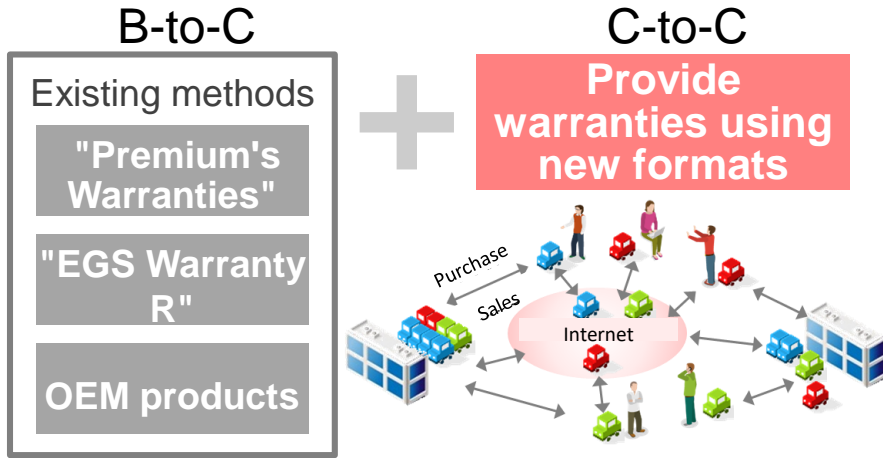 B-to-C
Existing methods
"Premium's
Warranties"
"EGS Warranty
R"
OEM products
C-to-C
Provide
warranties using
new formats
Purchase
Sales
Internet